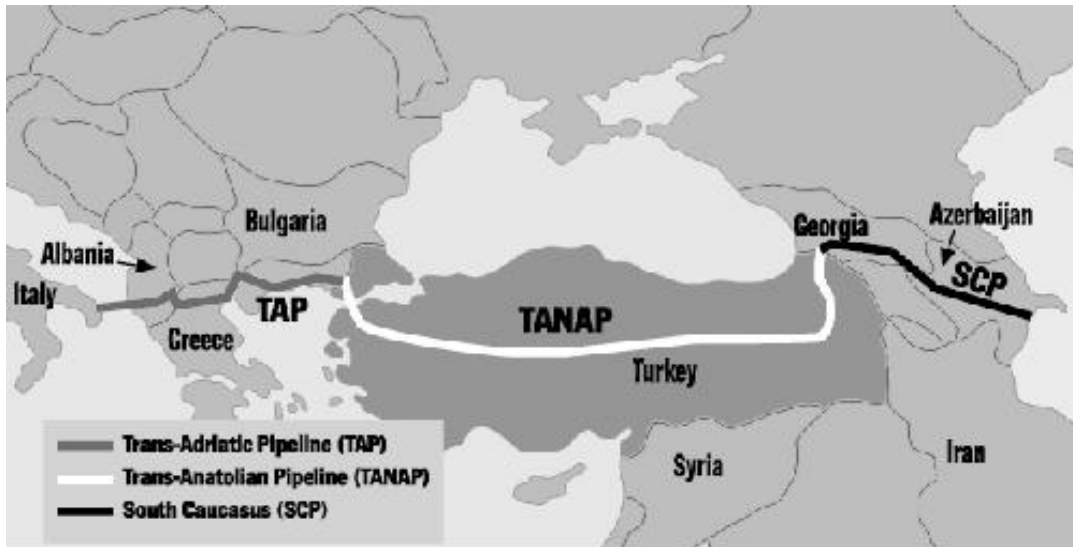 Bulgaria
Georgia
Azerbaijan
Albania
Italy
TAP
SCP
TANAP
Greece
Turkey
Syria
Iran
Trans-Adriatic Pipeline (TAP)
Trans-Anatolian Pipeline (TANAP)
South Caucasus (SCP)